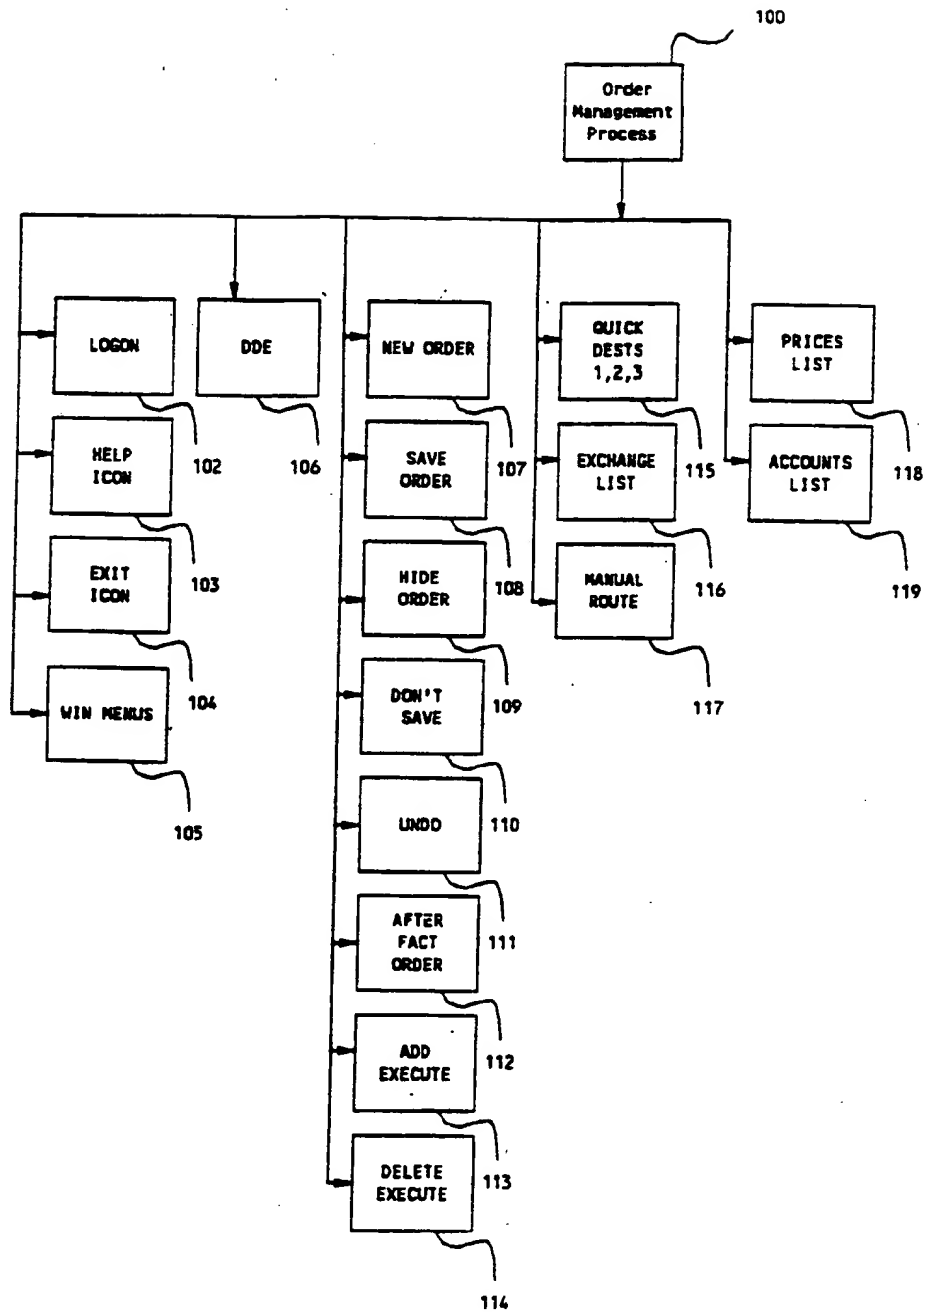 100
Order
Management
Process
LOGON
102
HELP
ICON
103
EXIT
ICON
104
WIN MENUS
105
DDE
106
NEW ORDER
107
SAVE
ORDER
108
HIDE
ORDER
109
DON'T
SAVE
110
UNDO
111
AFTER
FACT
ORDER
112
ADD
EXECUTE
113
DELETE
EXECUTE
114
QUICK
DESTS
1,2,3
115
EXCHANGE
LIST
116
MANUAL
ROUTE
117
PRICES
LIST
118
ACCOUNTS
LIST
119